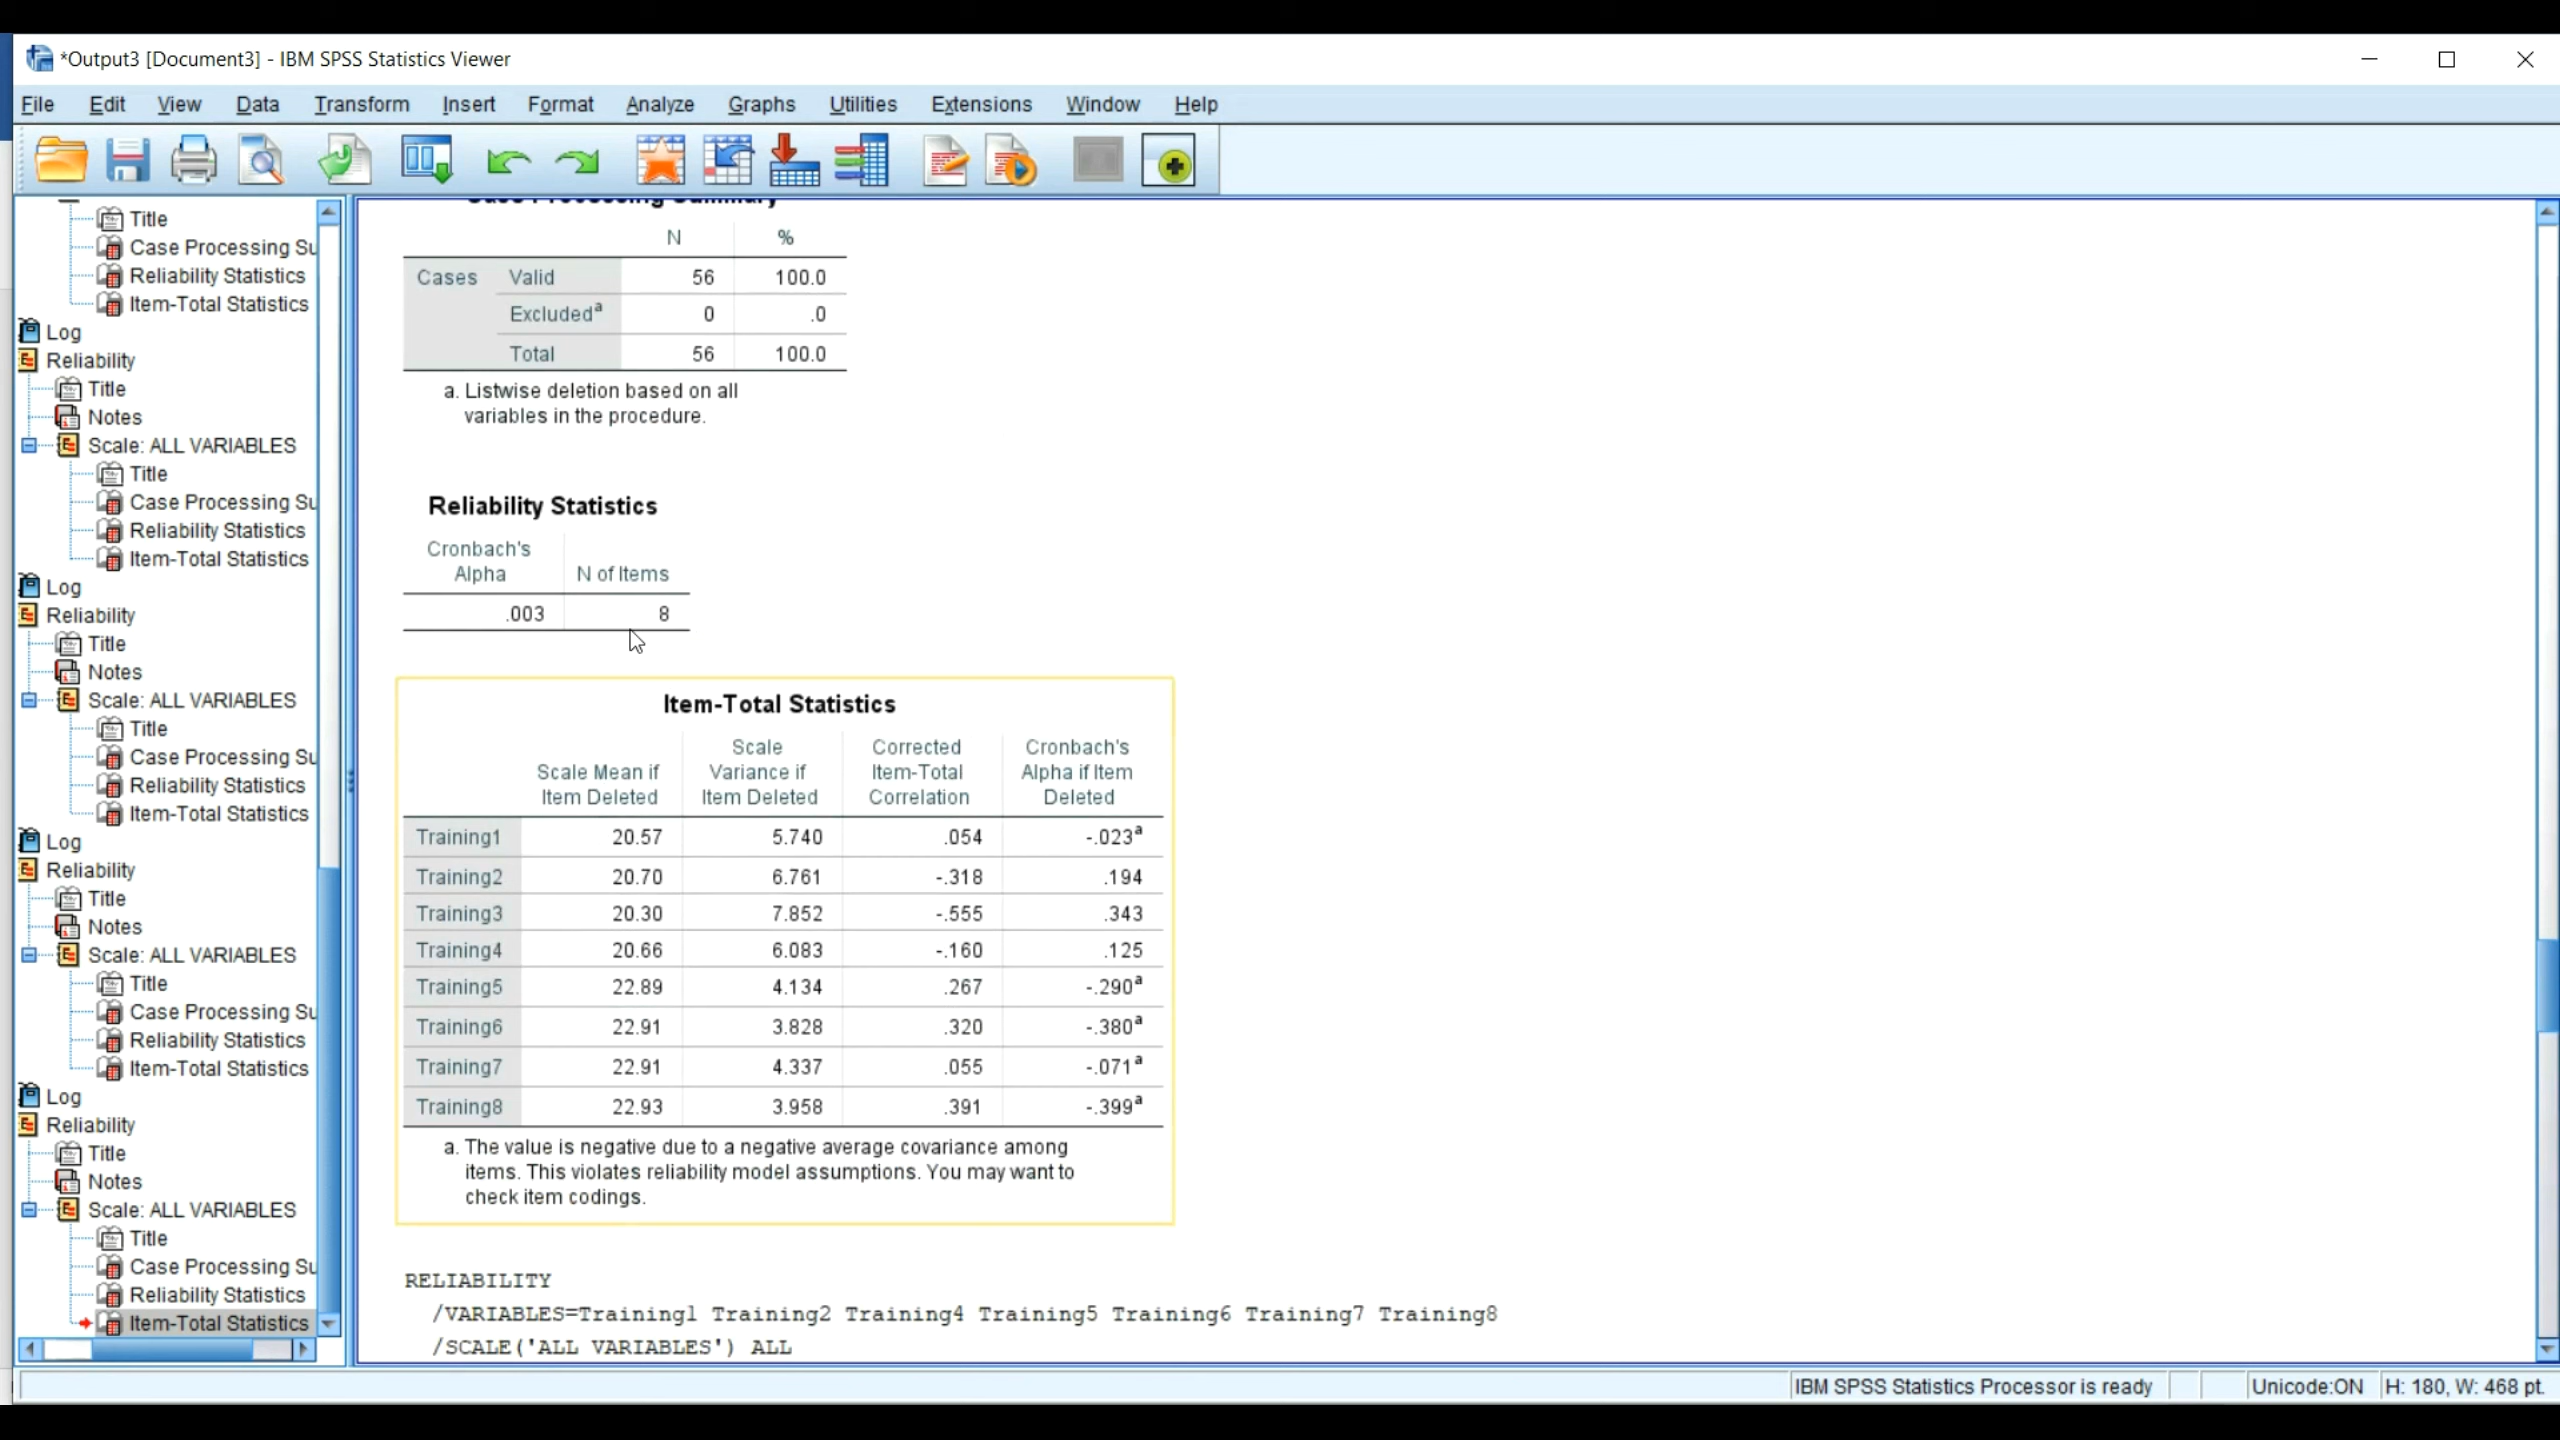 *Output3 [Document3] - IBM SPSS Statistics Viewer
File Edit View Data Transform Insert Format Analyze Graphs Utilities Extensions Window Help
Title
Case Processing Su
Reliability Statistics
Item-Total Statistics
Log
Reliability
Title
Notes
Scale: ALL VARIABLES
Title
Case Processing Su
Reliability Statistics
Item-Total Statistics
Log
Reliability
Title
Notes
Scale: ALL VARIABLES
Title
Case Processing Su
Reliability Statistics
Item-Total Statistics
Log
Reliability
Title
Notes
Scale: ALL VARIABLES
Title
Case Processing Su
Reliability Statistics
Item-Total Statistics
Log
Reliability
Title
Notes
Scale: ALL VARIABLES
Title
Case Processing Su
Reliability Statistics
Item-Total Statistics
Case Processing Summary
N %
Cases Valid 56 100.0
Excludedᵃ 0 .0
Total 56 100.0
a. Listwise deletion based on all
variables in the procedure.
Reliability Statistics
Cronbach's
Alpha N of Items
.003 8
Item-Total Statistics
Scale Corrected Cronbach's
Scale Mean if Variance if Item-Total Alpha if Item
Item Deleted Item Deleted Correlation Deleted
Training1 20.57 5.740 .054 -.023ᵃ
Training2 20.70 6.761 -.318 .194
Training3 20.30 7.852 -.555 .343
Training4 20.66 6.083 -.160 .125
Training5 22.89 4.134 .267 -.290ᵃ
Training6 22.91 3.828 .320 -.380ᵃ
Training7 22.91 4.337 .055 -.071ᵃ
Training8 22.93 3.958 .391 -.399ᵃ
a. The value is negative due to a negative average covariance among
items. This violates reliability model assumptions. You may want to
check item codings.
RELIABILITY
/VARIABLES=Training1 Training2 Training4 Training5 Training6 Training7 Training8
/SCALE('ALL VARIABLES') ALL
IBM SPSS Statistics Processor is ready Unicode:ON H: 180, W: 468 pt.